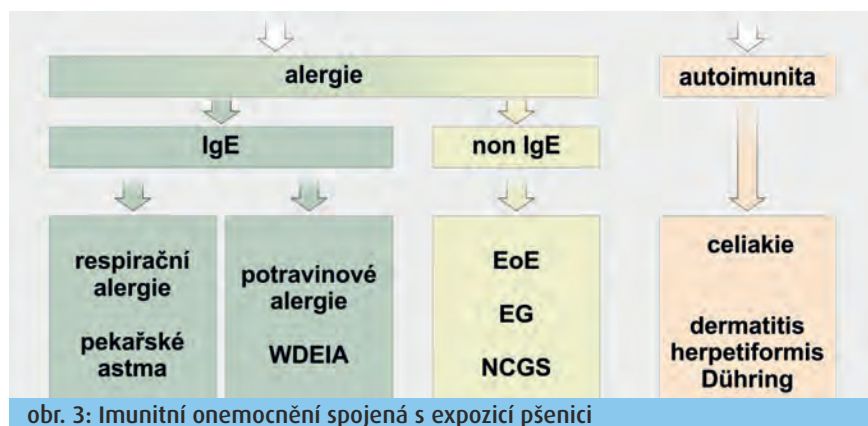 alergie
autoimunita
IgE
non IgE
respirační
alergie
pekařské
astma
potravinové
alergie
WDEIA
EoE
EG
NCGS
celiakie
dermatitis
herpetiformis
Dühring
obr. 3: Imunitní onemocnění spojená s expozicí pšenici